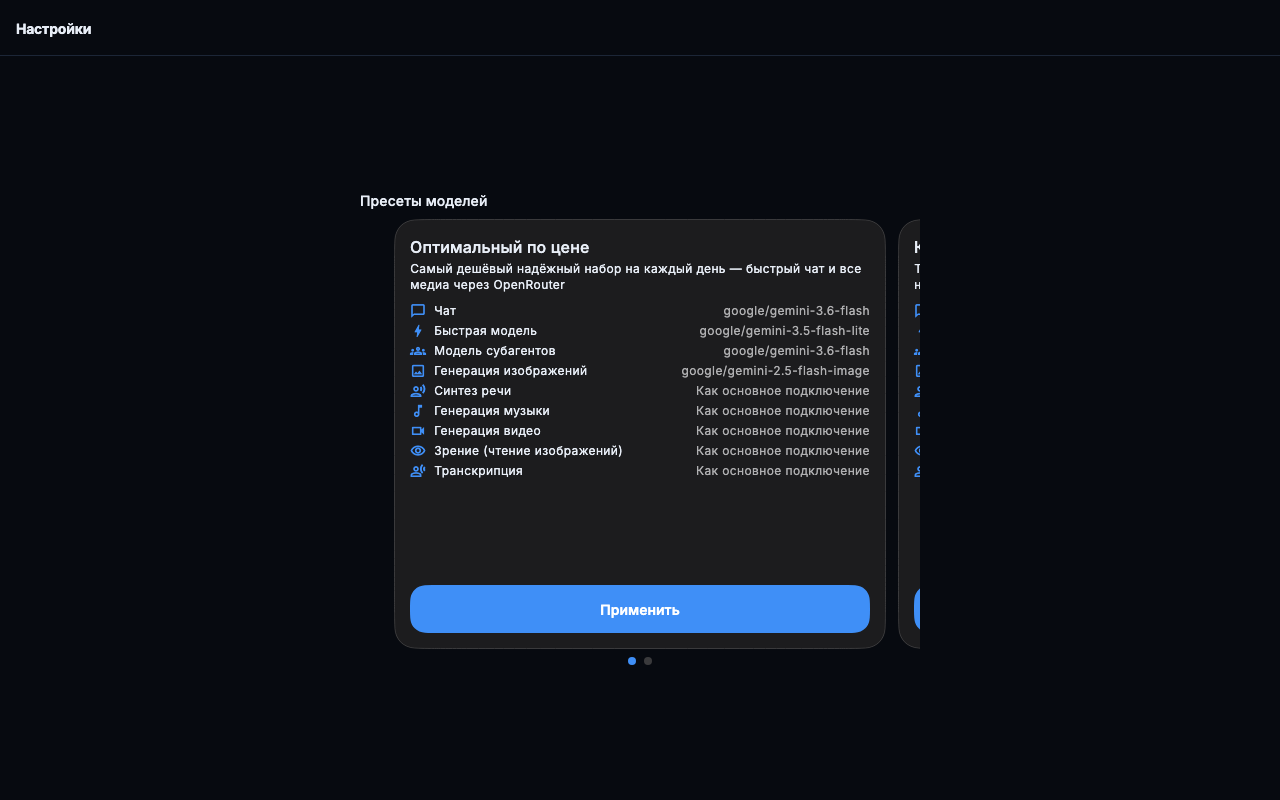 Настройки
Пресеты моделей
Оптимальный по цене
Самый дешёвый надёжный набор на каждый день — быстрый чат и все
медиа через OpenRouter
Чат google/gemini-3.6-flash
Быстрая модель google/gemini-3.5-flash-lite
Модель субагентов google/gemini-3.6-flash
Генерация изображений google/gemini-2.5-flash-image
Синтез речи Как основное подключение
Генерация музыки Как основное подключение
Генерация видео Как основное подключение
Зрение (чтение изображений) Как основное подключение
Транскрипция Как основное подключение
Применить